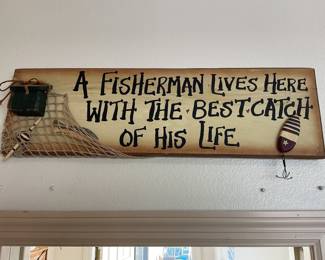 A FISHERMAN LIVES HERE
WITH THE BEST CATCH
OF HIS LIFE